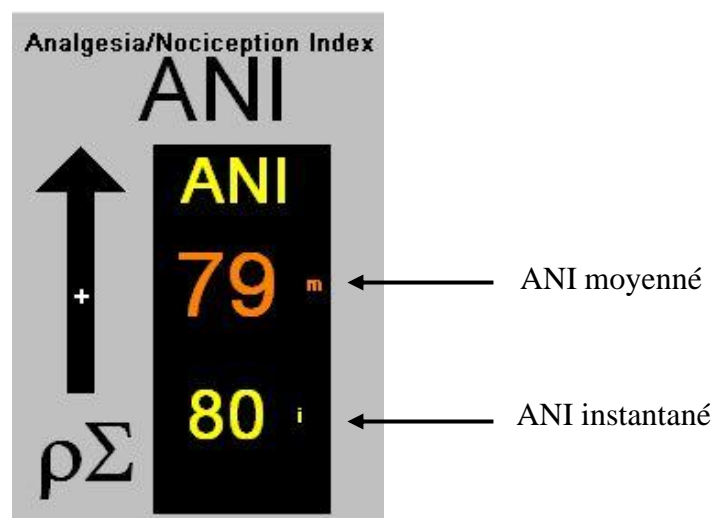 Analgesia/Nociception Index
ANI
ANI
79 m
ANI moyenné
+
80 i
ANI instantané
ρΣ